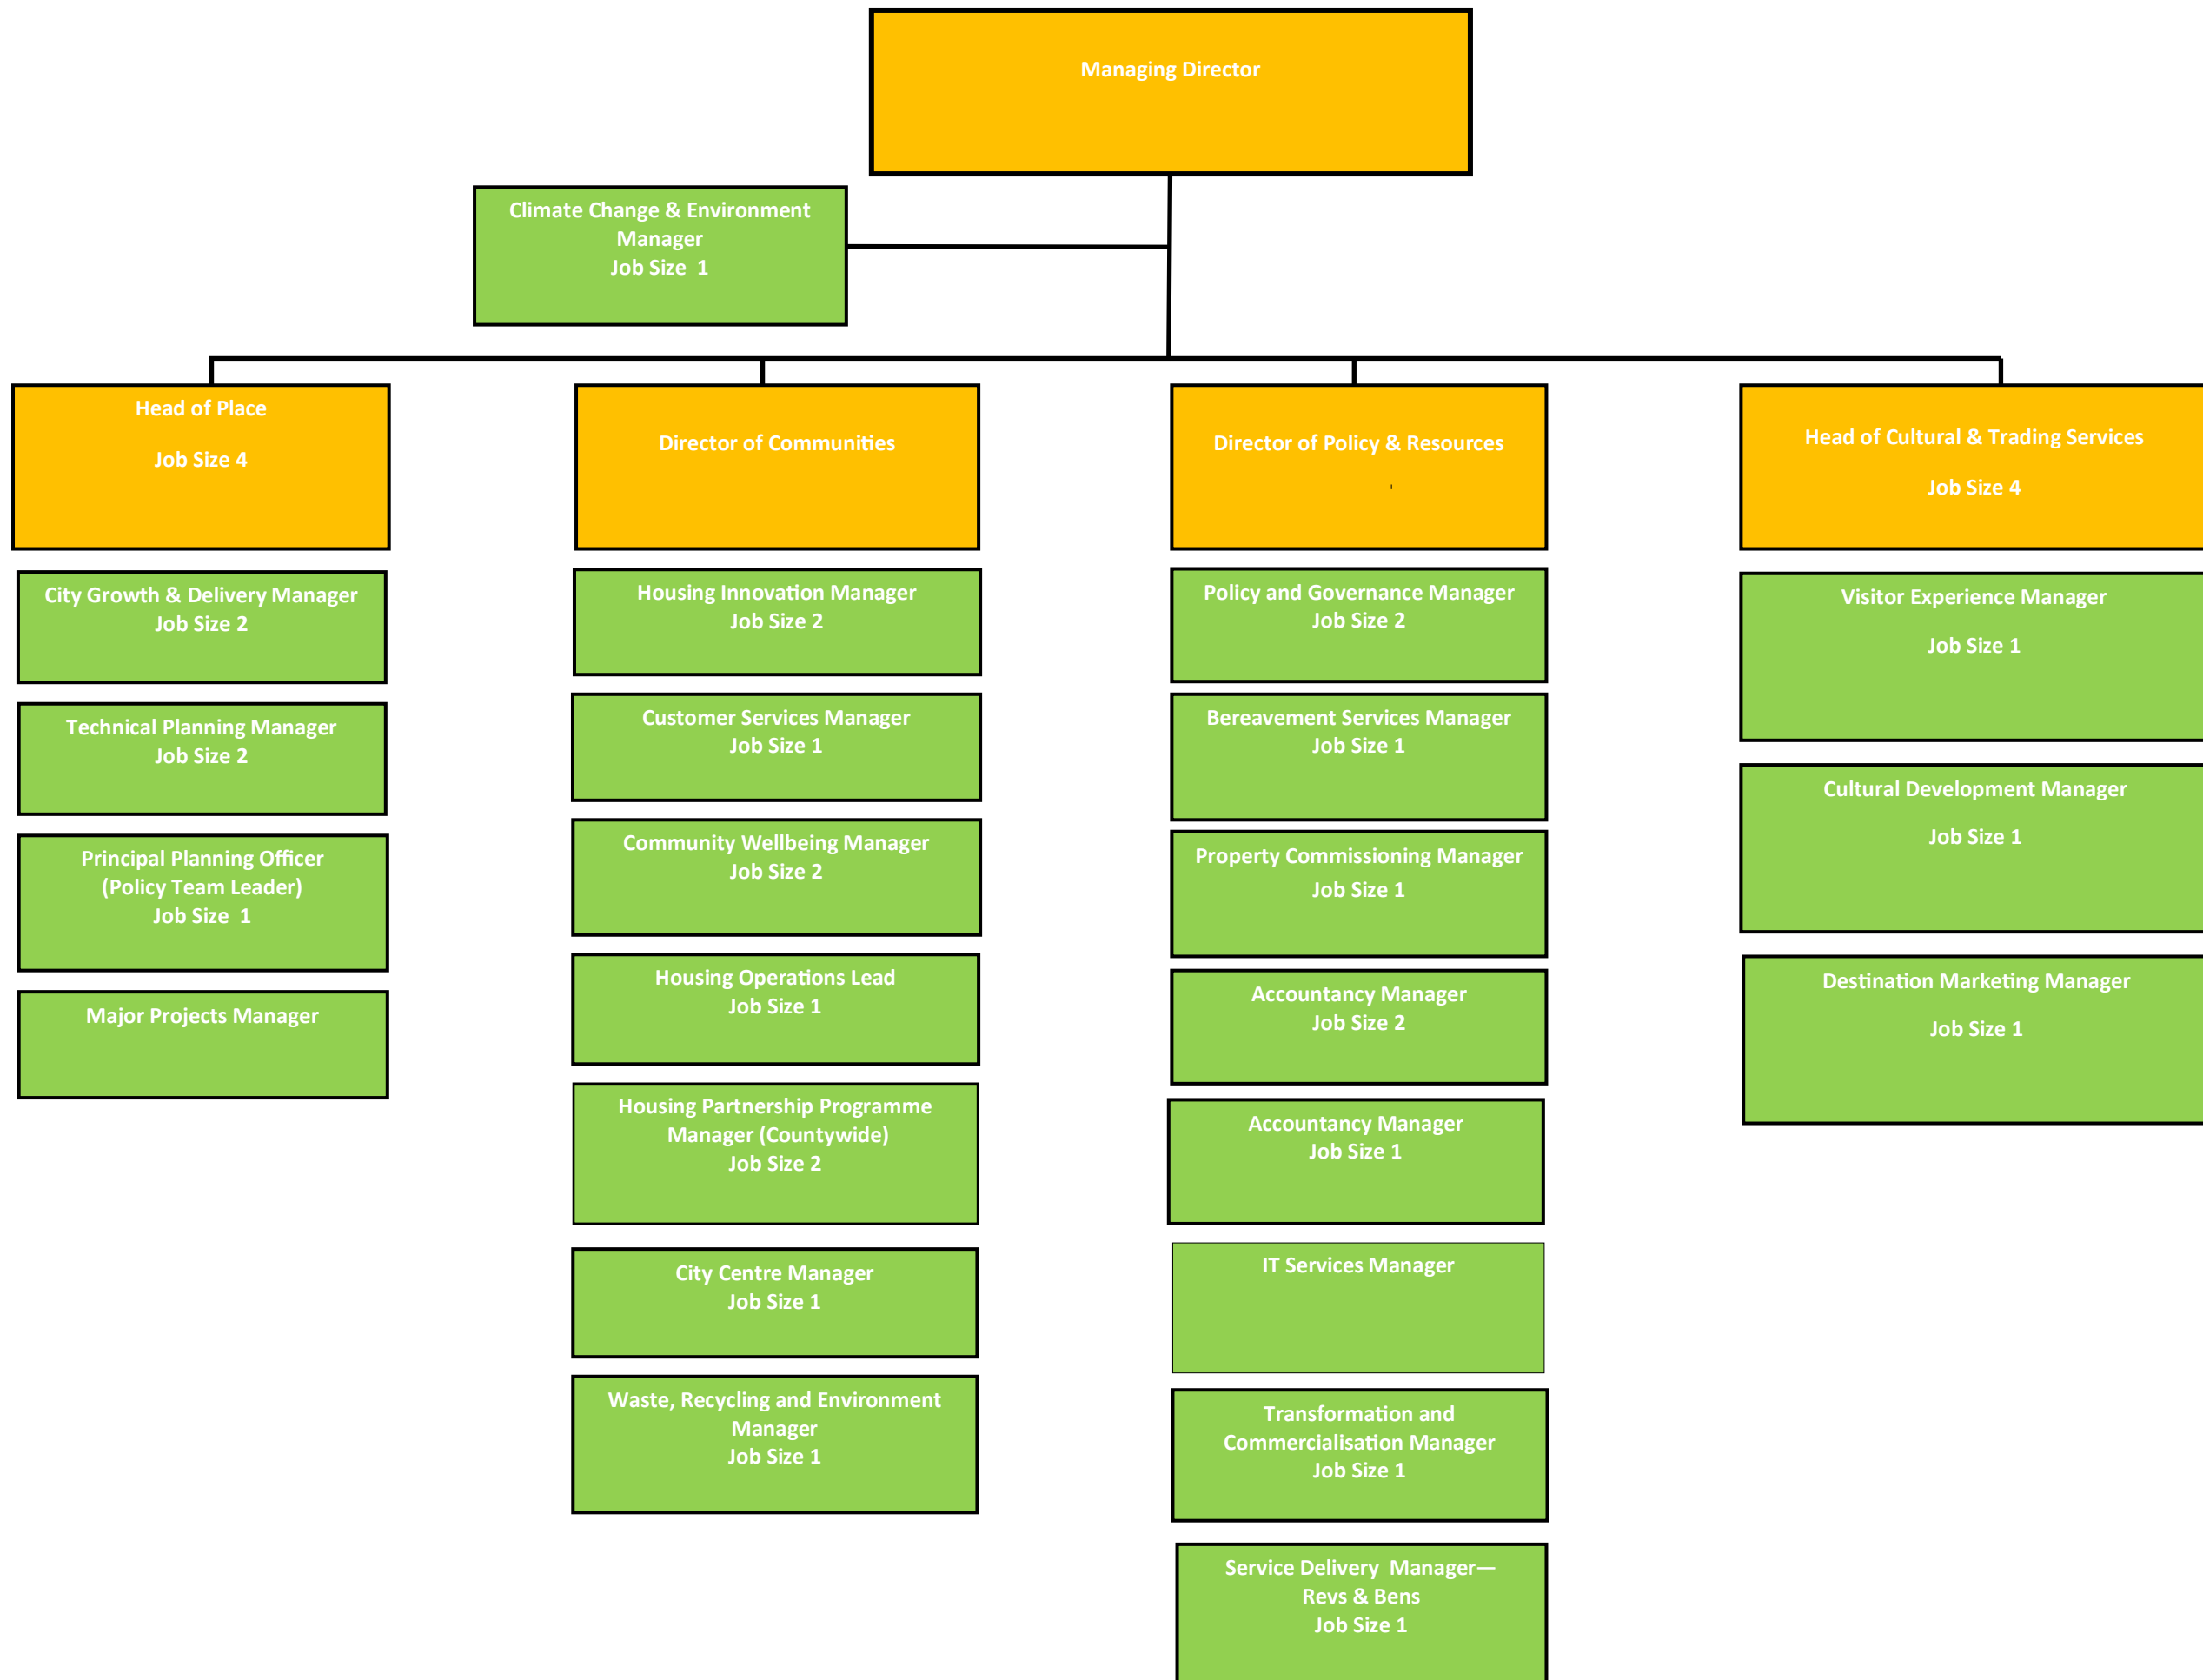 Managing Director
Climate Change & Environment
Manager
Job Size  1
Head of Place
Job Size 4
City Growth & Delivery Manager
Job Size 2
Technical Planning Manager
Job Size 2
Principal Planning Officer
(Policy Team Leader)
Job Size  1
Major Projects Manager
Director of Communities
Housing Innovation Manager
Job Size 2
Customer Services Manager
Job Size 1
Community Wellbeing Manager
Job Size 2
Housing Operations Lead
Job Size 1
Housing Partnership Programme
Manager (Countywide)
Job Size 2
City Centre Manager
Job Size 1
Waste, Recycling and Environment
Manager
Job Size 1
Director of Policy & Resources
Policy and Governance Manager
Job Size 2
Bereavement Services Manager
Job Size 1
Property Commissioning Manager
Job Size 1
Accountancy Manager
Job Size 2
Accountancy Manager
Job Size 1
IT Services Manager
Transformation and
Commercialisation Manager
Job Size 1
Service Delivery  Manager—
Revs & Bens
Job Size 1
Head of Cultural & Trading Services
Job Size 4
Visitor Experience Manager
Job Size 1
Cultural Development Manager
Job Size 1
Destination Marketing Manager
Job Size 1